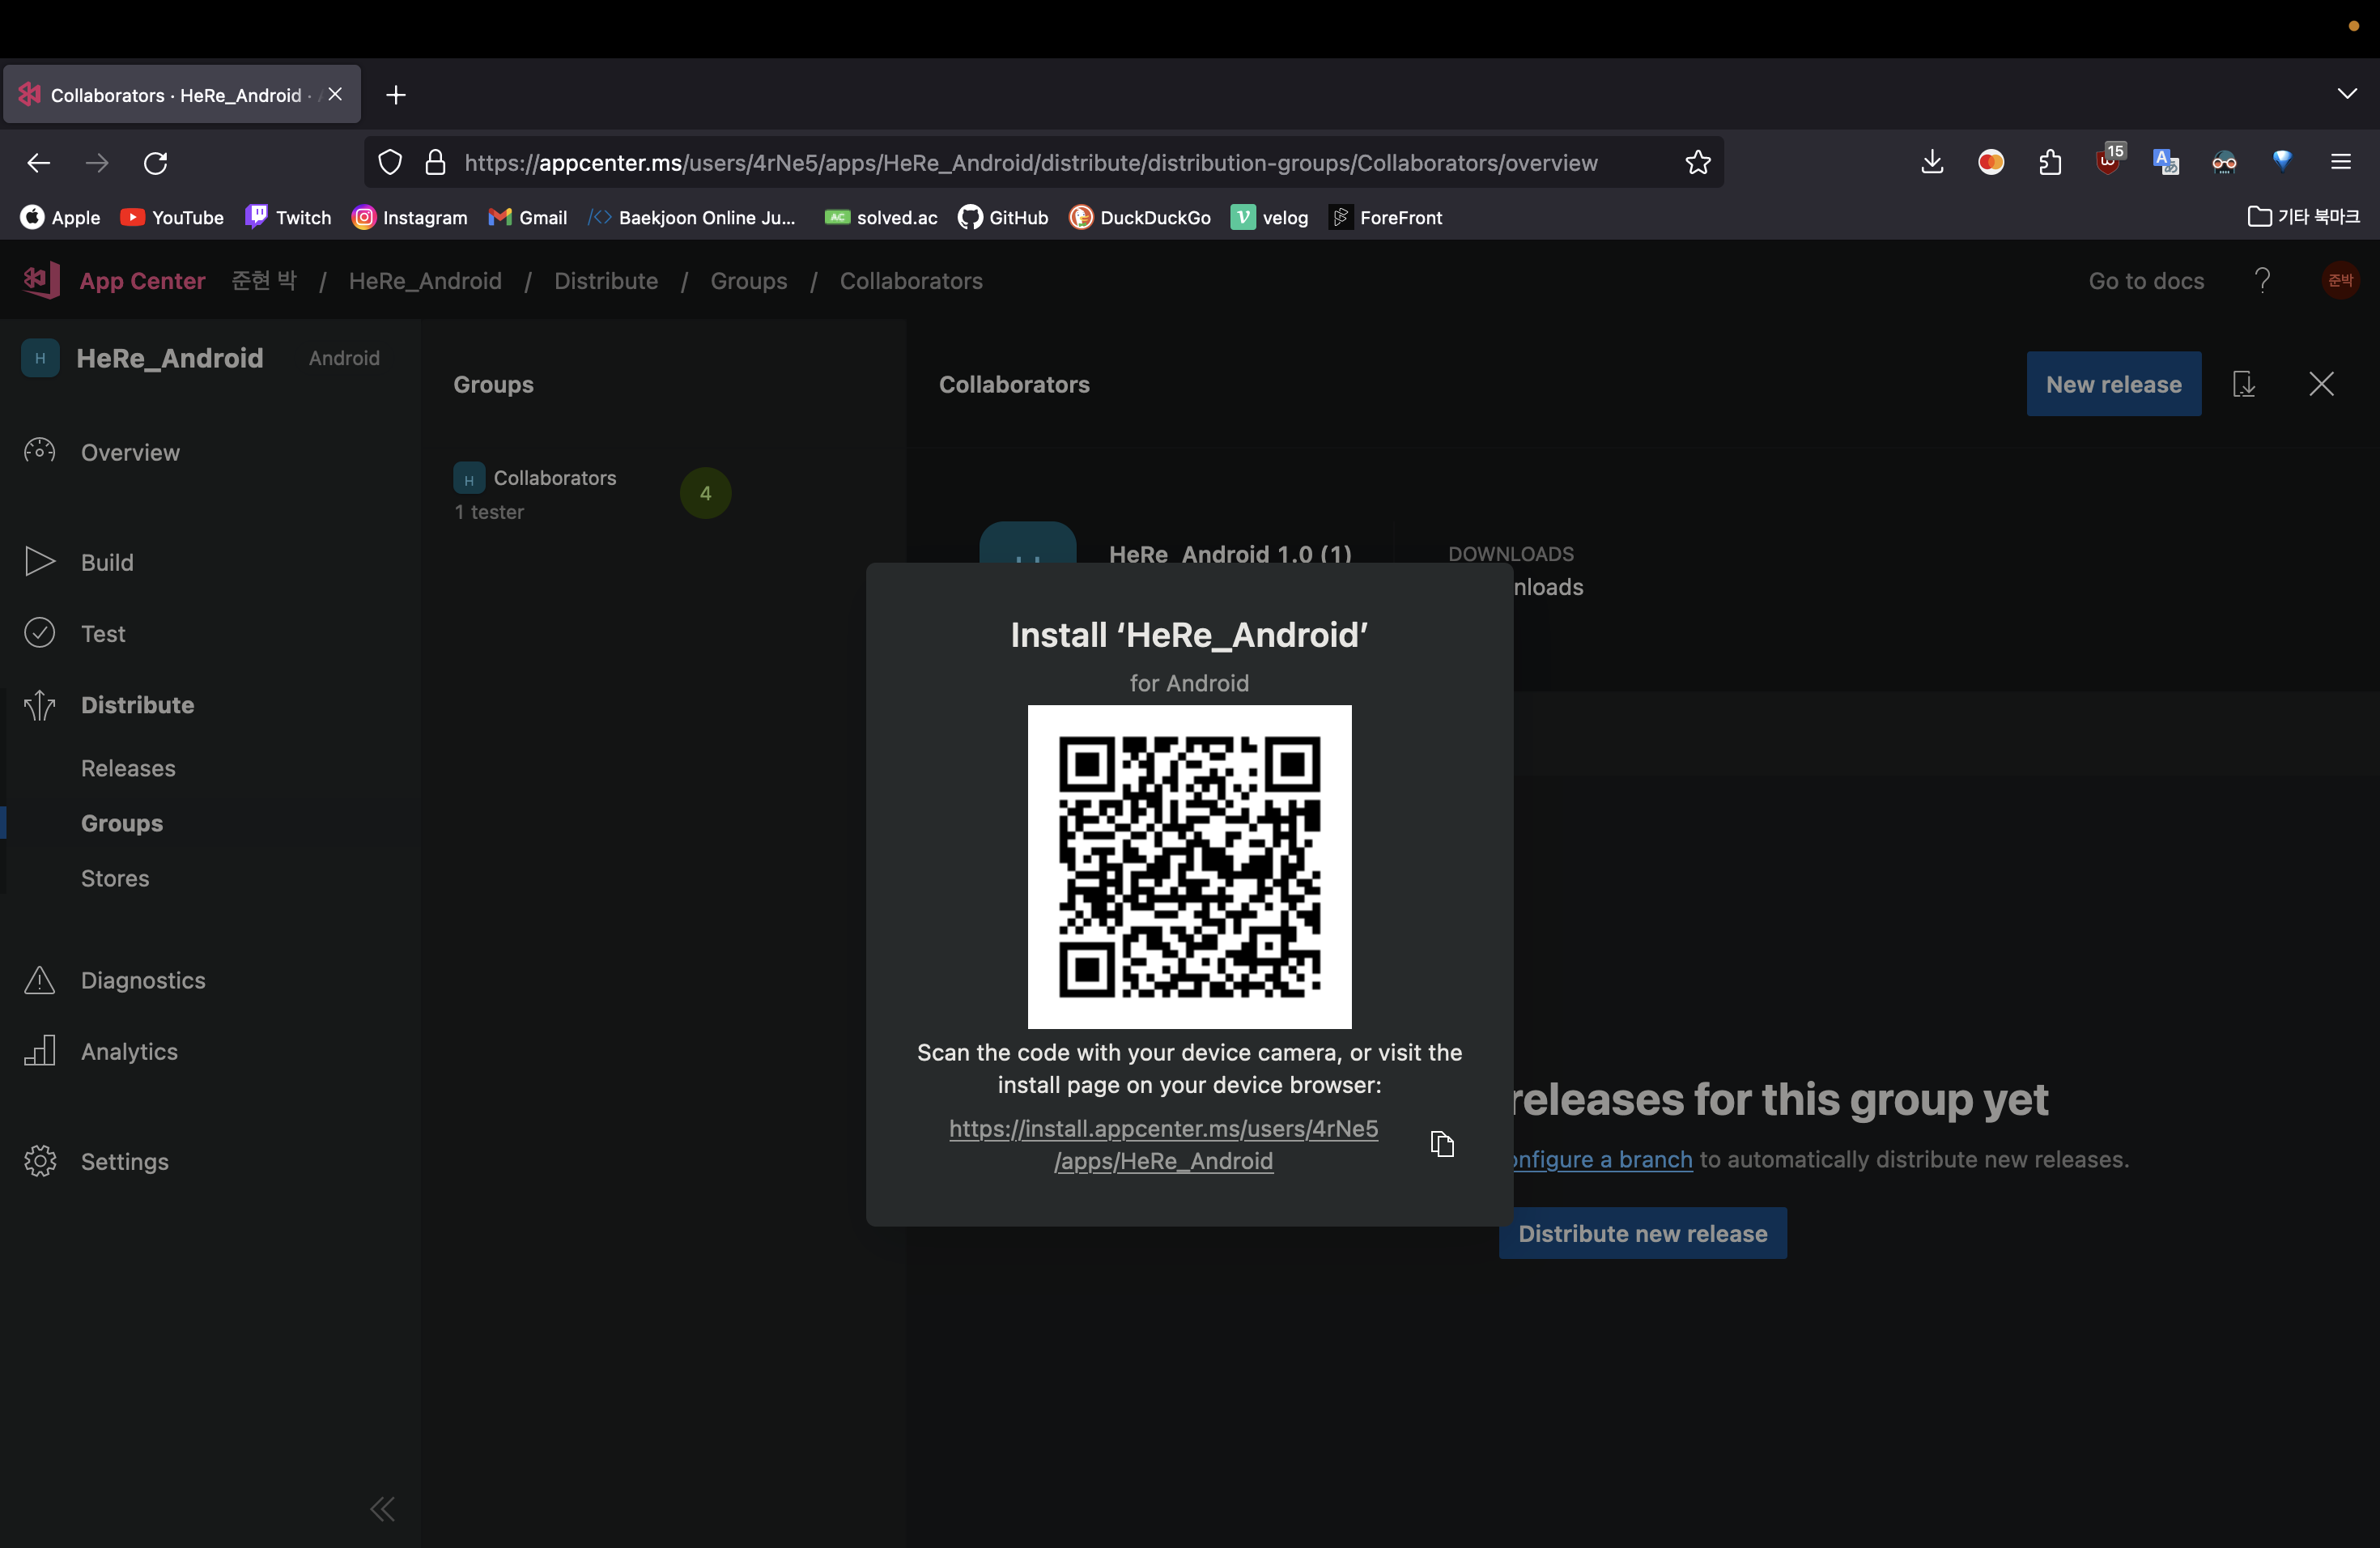 Collaborators · HeRe_Android ·
https://appcenter.ms/users/4rNe5/apps/HeRe_Android/distribute/distribution-groups/Collaborators/overview
15
Apple YouTube Twitch Instagram Gmail Baekjoon Online Ju... solved.ac GitHub DuckDuckGo velog ForeFront 기타 북마크
App Center 준현 박 / HeRe_Android / Distribute / Groups / Collaborators Go to docs ? 준박
H HeRe_Android Android
Overview
Build
Test
Distribute
Releases
Groups
Stores
Diagnostics
Analytics
Settings
Groups
H Collaborators
1 tester
4
Collaborators New release
HeRe_Android 1.0 (1)
DOWNLOADS
nloads
Install ‘HeRe_Android’
for Android
Scan the code with your device camera, or visit the
install page on your device browser:
https://install.appcenter.ms/users/4rNe5
/apps/HeRe_Android
releases for this group yet
onfigure a branch to automatically distribute new releases.
Distribute new release